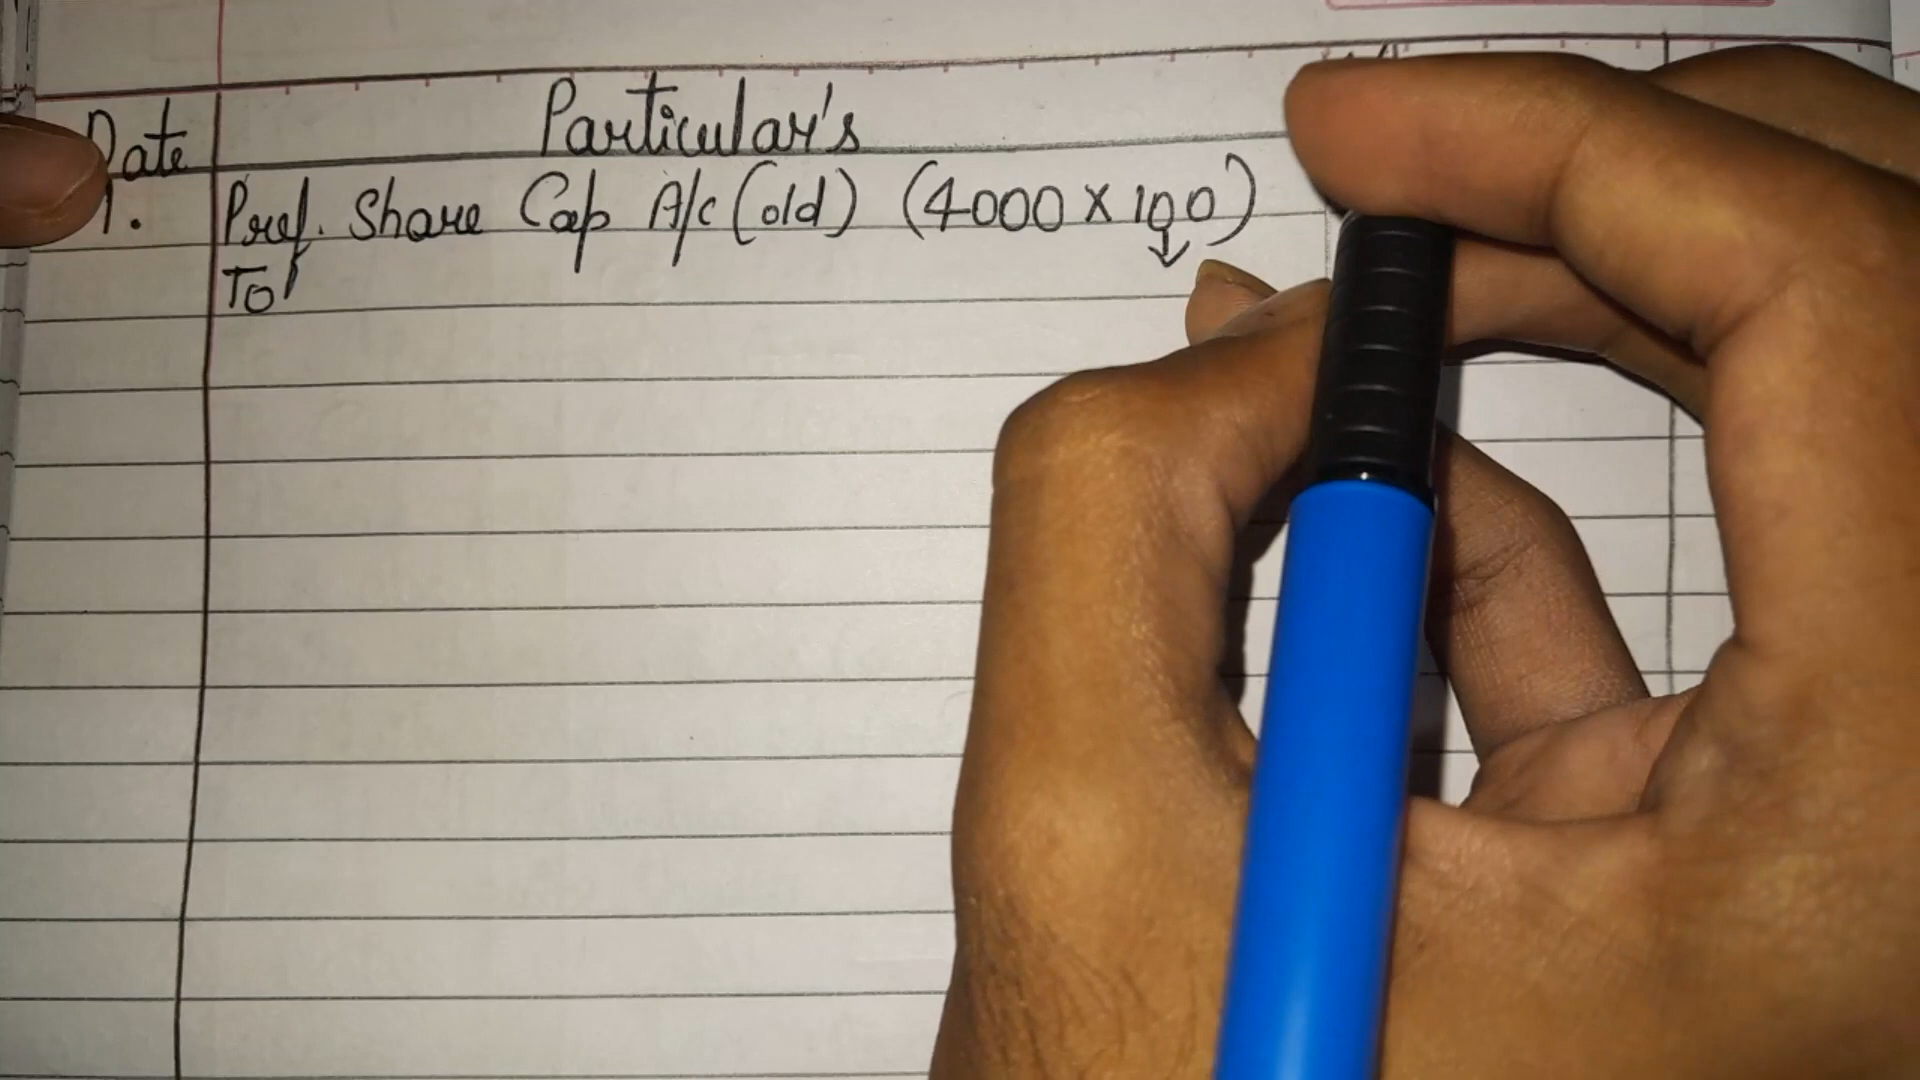 Date Particular's
1. Pref. Share Cap A/c (old) (4000 x 100)
To